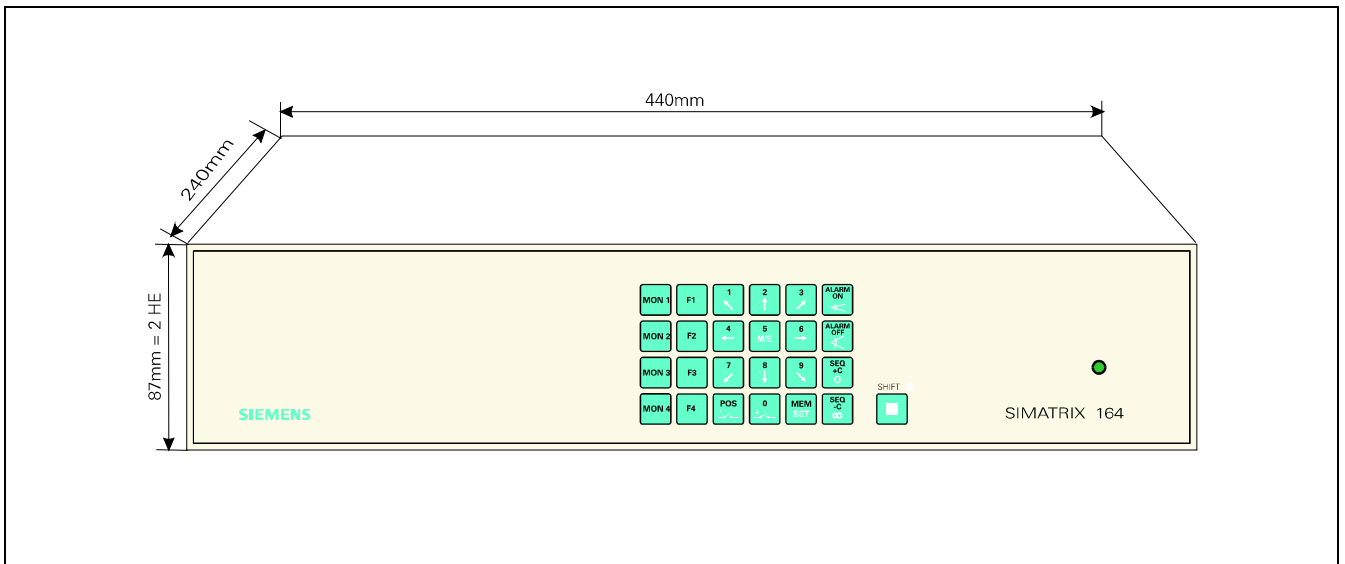 440mm
240mm
87mm = 2 HE
MON 1 F1 1 2 3 ALARM ON
MON 2 F2 4 5 M/E 6 ALARM OFF
MON 3 F3 7 8 9 SEQ +C
MON 4 F4 POS 1 0 2 MEM SET SEQ -C ∞
SHIFT
SIEMENS
SIMATRIX 164